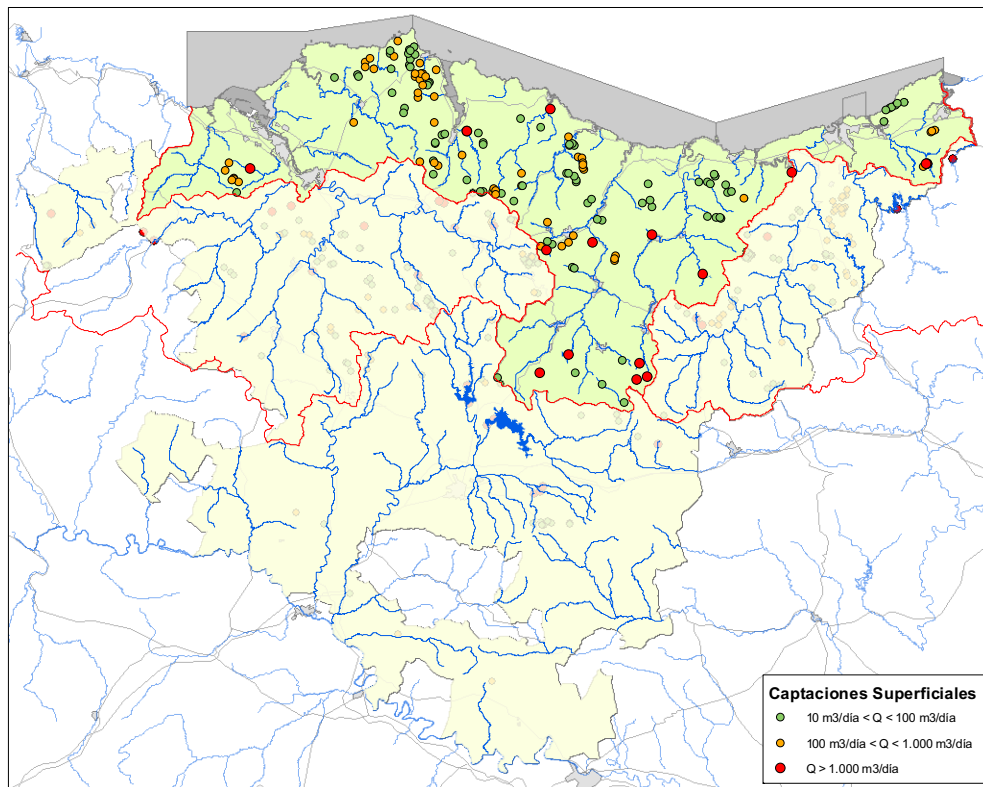 Captaciones Superficiales
10 m3/día < Q < 100 m3/día
100 m3/día < Q < 1.000 m3/día
Q > 1.000 m3/día